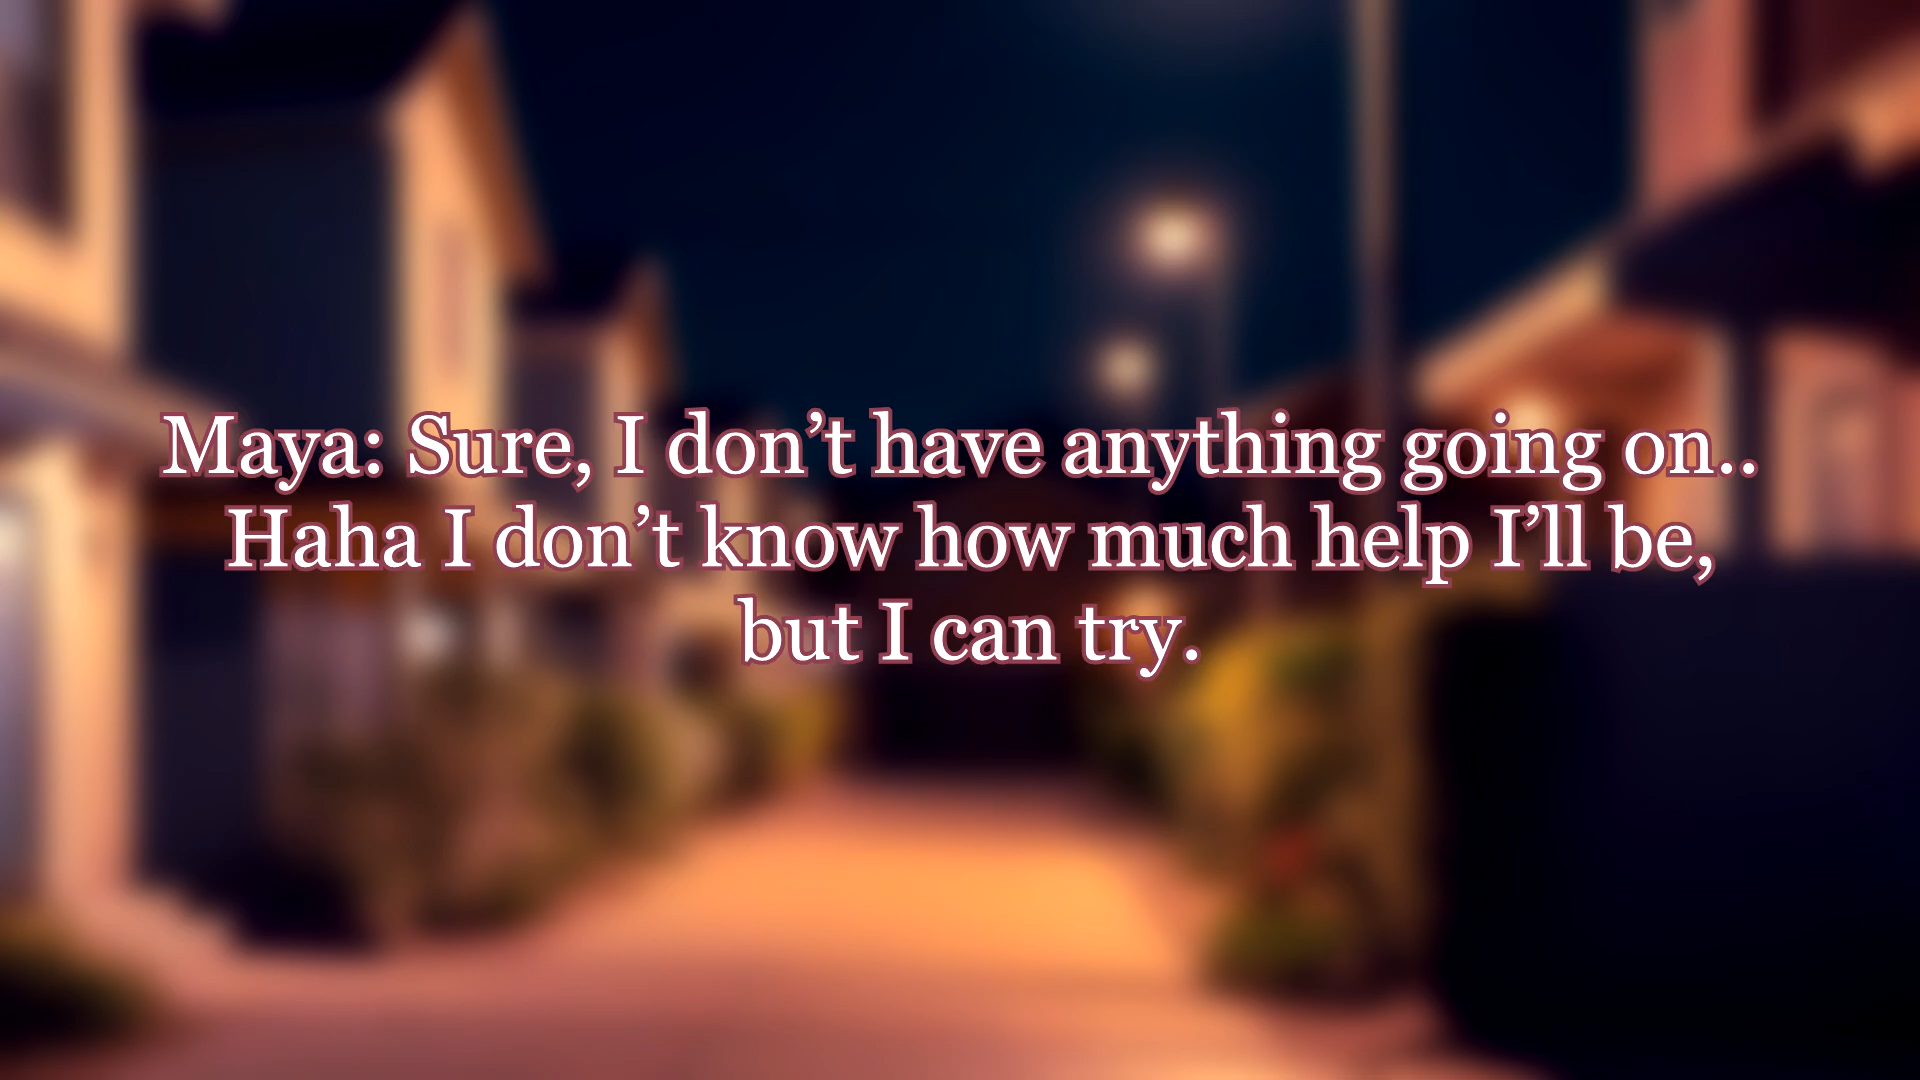 Maya: Sure, I don’t have anything going on..
Haha I don’t know how much help I’ll be,
but I can try.